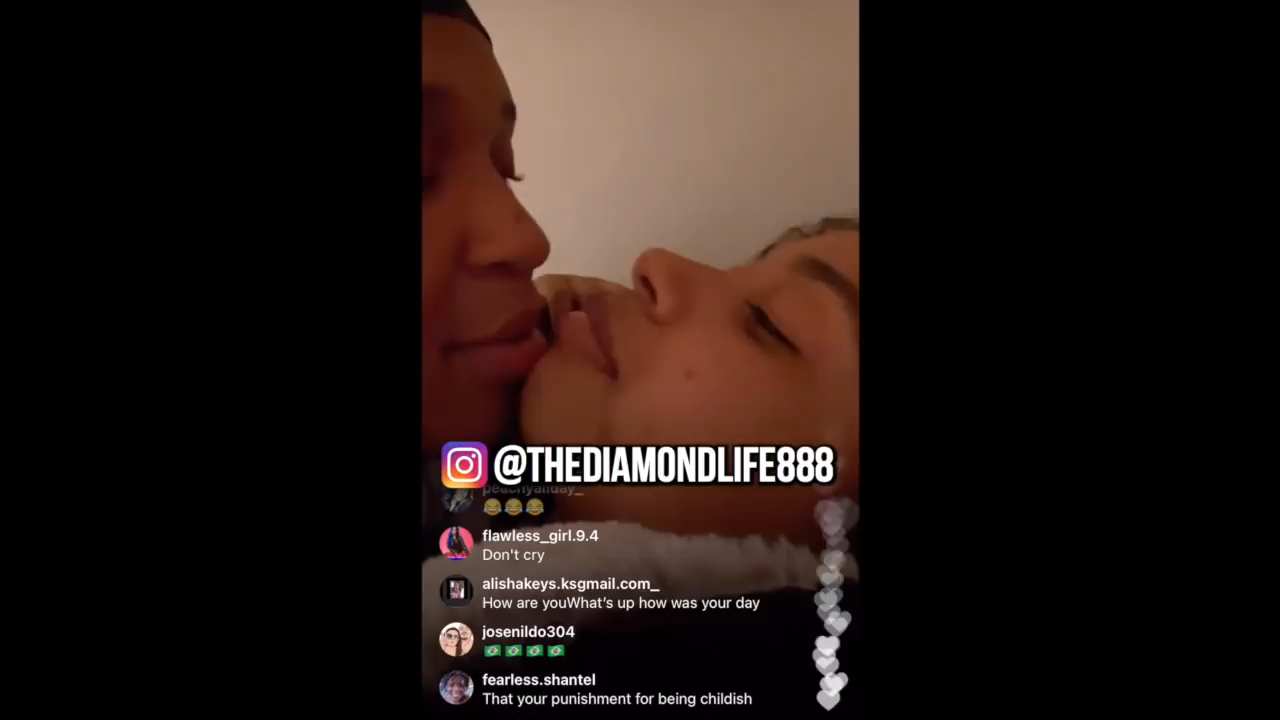 @THEDIAMONDLIFE888
peachyallday_
😂😂😂
flawless_girl.9.4
Don't cry
alishakeys.ksgmail.com_
How are youWhat's up how was your day
josenildo304
🇧🇷🇧🇷🇧🇷🇧🇷
fearless.shantel
That your punishment for being childish